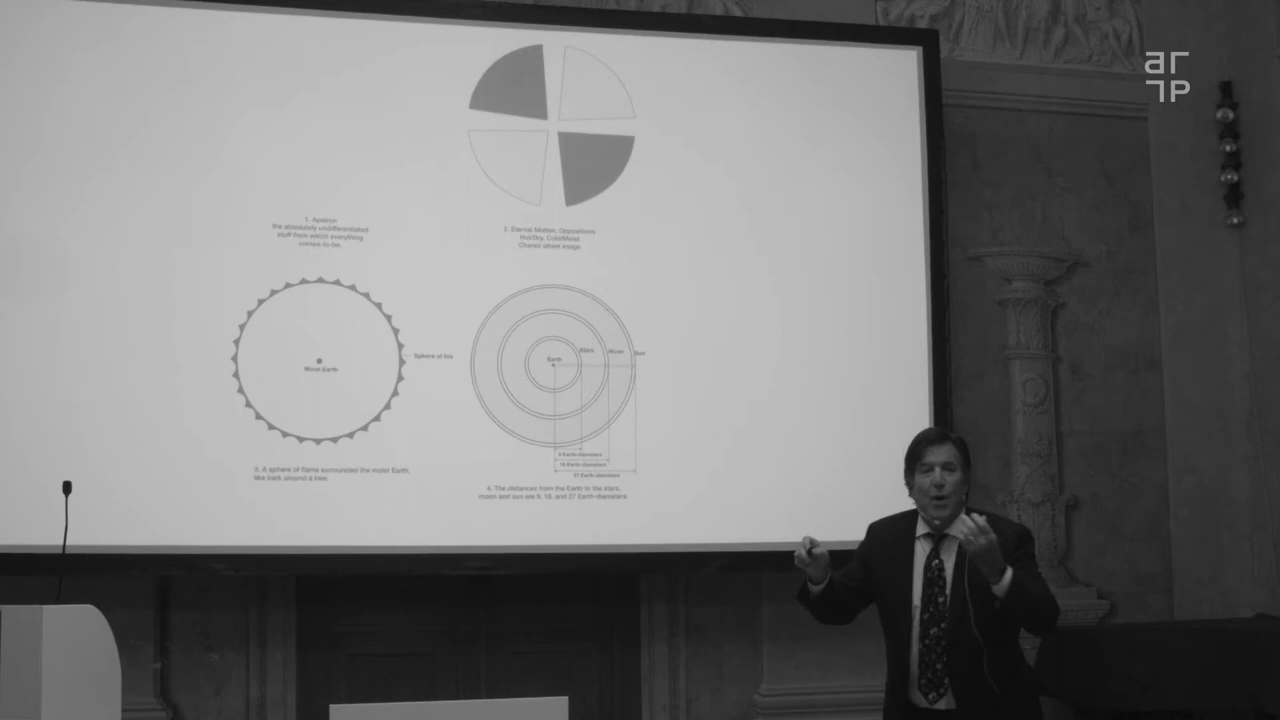 1. Apeiron
the absolutely undifferentiated
stuff from which everything
comes-to-be.
2. Eternal Motion, Oppositions
Hot/Dry, Cold/Moist
Chariot wheel image
Moist Earth
Sphere of fire
3. A sphere of flame surrounded the moist Earth,
like bark around a tree.
Earth
Stars
Moon
Sun
9 Earth-diameters
18 Earth-diameters
27 Earth-diameters
4. The distances from the Earth to the stars,
moon and sun are 9, 18, and 27 Earth-diameters.